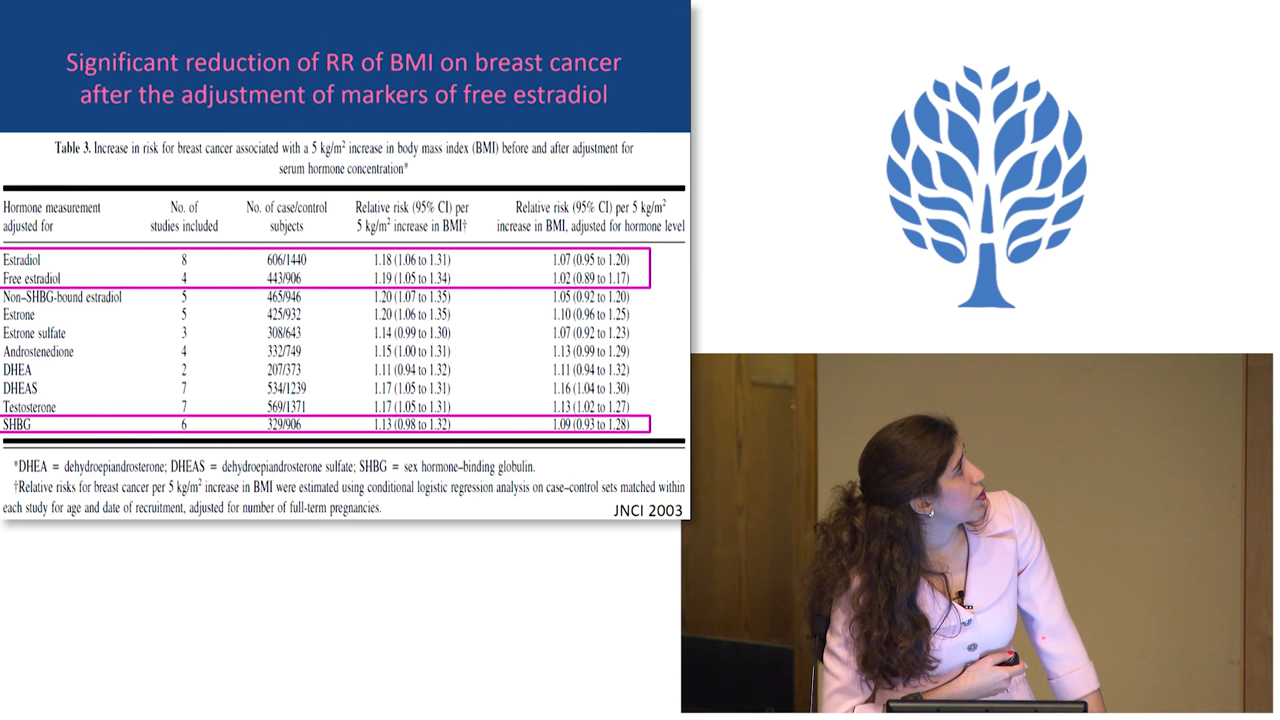 Significant reduction of RR of BMI on breast cancer
after the adjustment of markers of free estradiol
Table 3. Increase in risk for breast cancer associated with a 5 kg/m² increase in body mass index (BMI) before and after adjustment for
serum hormone concentration*
Hormone measurement adjusted for No. of studies included No. of case/control subjects Relative risk (95% CI) per 5 kg/m² increase in BMI† Relative risk (95% CI) per 5 kg/m² increase in BMI, adjusted for hormone level
Estradiol 8 606/1440 1.18 (1.06 to 1.31) 1.07 (0.95 to 1.20)
Free estradiol 4 443/906 1.19 (1.05 to 1.34) 1.02 (0.89 to 1.17)
Non–SHBG-bound estradiol 5 465/946 1.20 (1.07 to 1.35) 1.05 (0.92 to 1.20)
Estrone 5 425/932 1.20 (1.06 to 1.35) 1.10 (0.96 to 1.25)
Estrone sulfate 3 308/643 1.14 (0.99 to 1.30) 1.07 (0.92 to 1.23)
Androstenedione 4 332/749 1.15 (1.00 to 1.31) 1.13 (0.99 to 1.29)
DHEA 2 207/373 1.11 (0.94 to 1.32) 1.11 (0.94 to 1.32)
DHEAS 7 534/1239 1.17 (1.05 to 1.31) 1.16 (1.04 to 1.30)
Testosterone 7 569/1371 1.17 (1.05 to 1.31) 1.13 (1.02 to 1.27)
SHBG 6 329/906 1.13 (0.98 to 1.32) 1.09 (0.93 to 1.28)
*DHEA = dehydroepiandrosterone; DHEAS = dehydroepiandrosterone sulfate; SHBG = sex hormone–binding globulin.
†Relative risks for breast cancer per 5 kg/m² increase in BMI were estimated using conditional logistic regression analysis on case–control sets matched within
each study for age and date of recruitment, adjusted for number of full-term pregnancies.
JNCI 2003